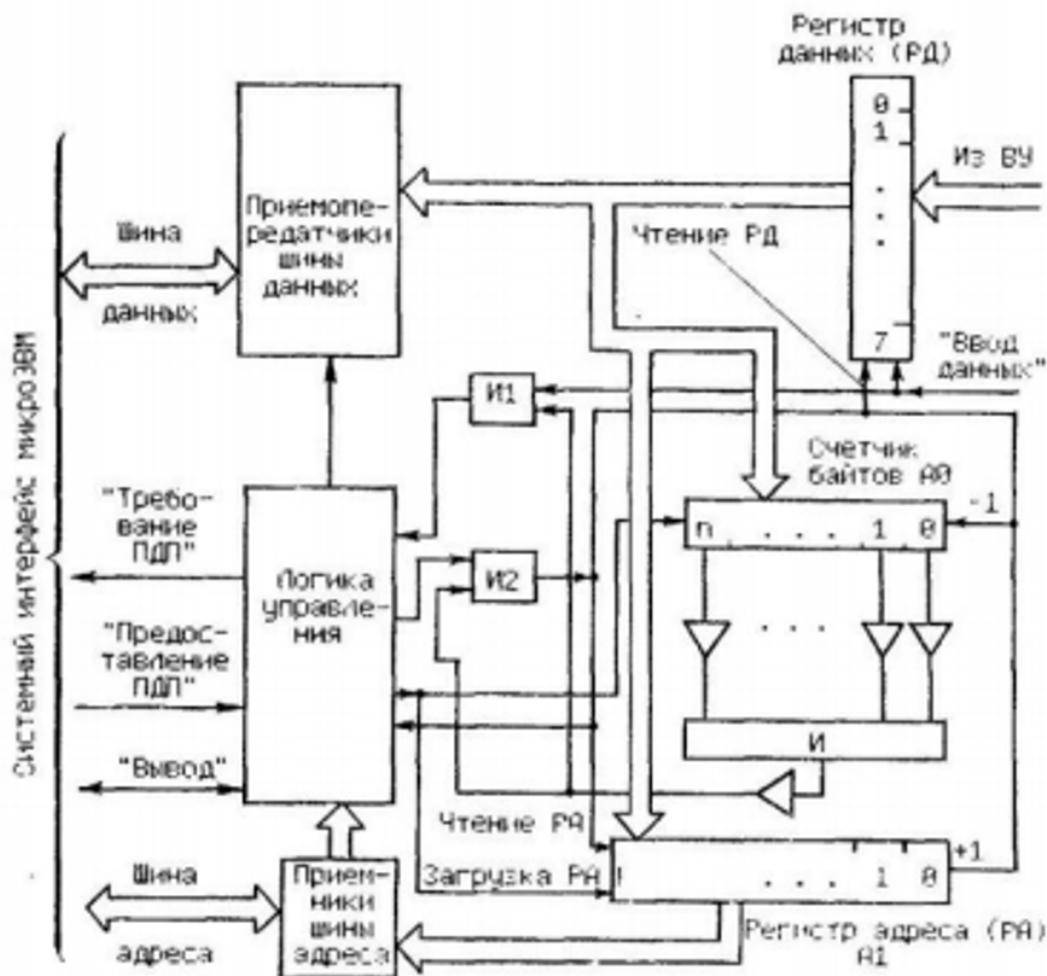 Регистр
данных (РД)
0
1
Из ВУ
Приемопе-
редатчики
шины
данных
Шина
данных
Чтение РД
7
"Ввод
данных"
И1
Счетчик
байтов А0
-1
n . . . 1 0
"Требо-
вание
ПДП"
И2
Логика
управле-
ния
"Предос-
тавление
ПДП"
И
"Вывод"
Чтение РА
+1
Загрузка РА
. . . 1 0
Шина
адреса
Прием-
ники
шины
адреса
Регистр адреса (РА)
А1
Системный интерфейс микроЭВМ